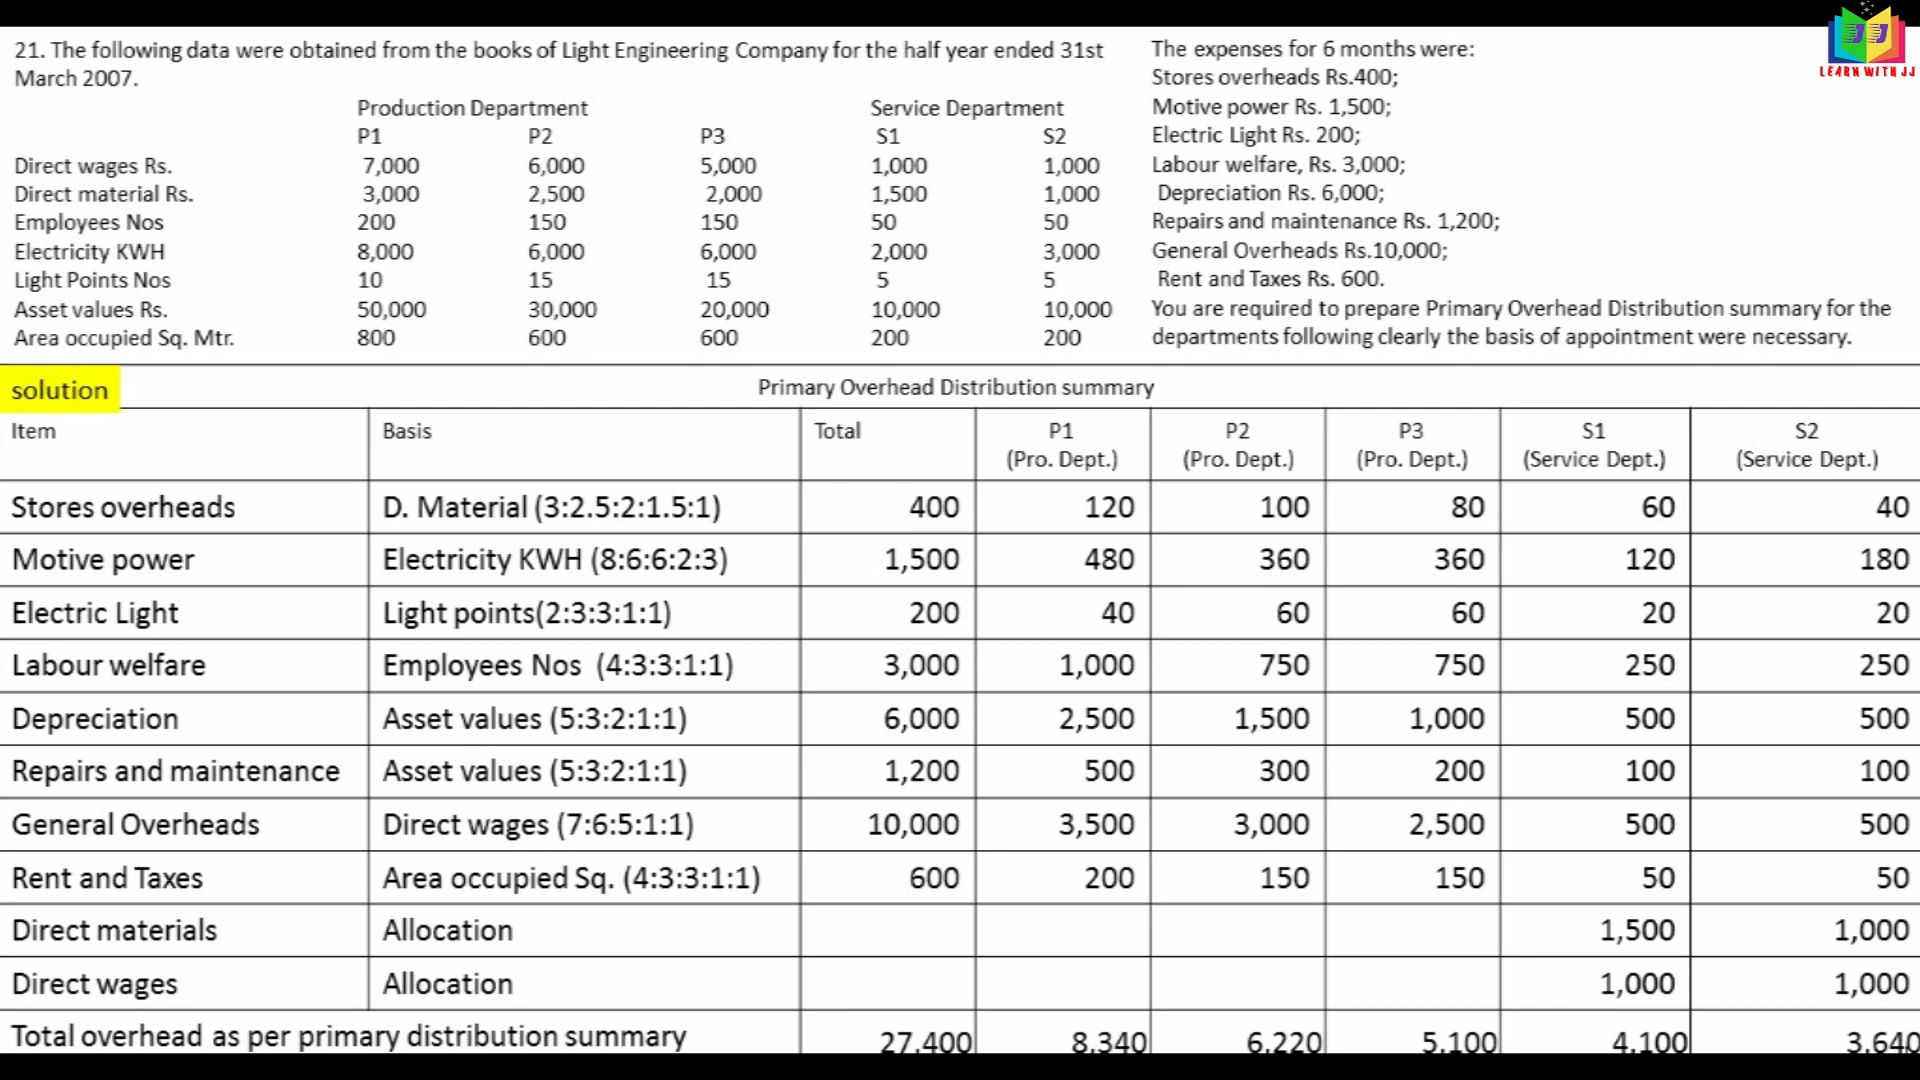 21. The following data were obtained from the books of Light Engineering Company for the half year ended 31st
March 2007.
Production Department Service Department
P1 P2 P3 S1 S2
Direct wages Rs. 7,000 6,000 5,000 1,000 1,000
Direct material Rs. 3,000 2,500 2,000 1,500 1,000
Employees Nos 200 150 150 50 50
Electricity KWH 8,000 6,000 6,000 2,000 3,000
Light Points Nos 10 15 15 5 5
Asset values Rs. 50,000 30,000 20,000 10,000 10,000
Area occupied Sq. Mtr. 800 600 600 200 200
The expenses for 6 months were:
Stores overheads Rs.400;
Motive power Rs. 1,500;
Electric Light Rs. 200;
Labour welfare, Rs. 3,000;
Depreciation Rs. 6,000;
Repairs and maintenance Rs. 1,200;
General Overheads Rs.10,000;
Rent and Taxes Rs. 600.
You are required to prepare Primary Overhead Distribution summary for the
departments following clearly the basis of appointment were necessary.
JJ
LEARN WITH JJ
solution Primary Overhead Distribution summary
Item Basis Total P1 P2 P3 S1 S2
(Pro. Dept.) (Pro. Dept.) (Pro. Dept.) (Service Dept.) (Service Dept.)
Stores overheads D. Material (3:2.5:2:1.5:1) 400 120 100 80 60 40
Motive power Electricity KWH (8:6:6:2:3) 1,500 480 360 360 120 180
Electric Light Light points(2:3:3:1:1) 200 40 60 60 20 20
Labour welfare Employees Nos (4:3:3:1:1) 3,000 1,000 750 750 250 250
Depreciation Asset values (5:3:2:1:1) 6,000 2,500 1,500 1,000 500 500
Repairs and maintenance Asset values (5:3:2:1:1) 1,200 500 300 200 100 100
General Overheads Direct wages (7:6:5:1:1) 10,000 3,500 3,000 2,500 500 500
Rent and Taxes Area occupied Sq. (4:3:3:1:1) 600 200 150 150 50 50
Direct materials Allocation 1,500 1,000
Direct wages Allocation 1,000 1,000
Total overhead as per primary distribution summary 27,400 8,340 6,220 5,100 4,100 3,640